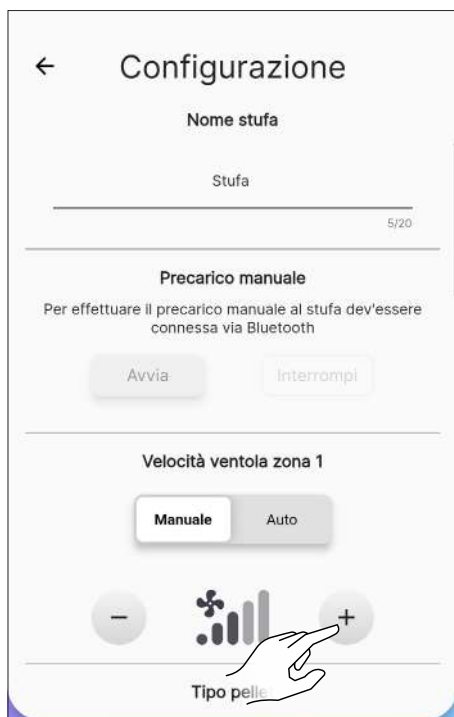 ← Configurazione
Nome stufa
Stufa
5/20
Precarico manuale
Per effettuare il precarico manuale al stufa dev'essere
connessa via Bluetooth
Avvia Interrompi
Velocità ventola zona 1
Manuale Auto
− +
Tipo pelle